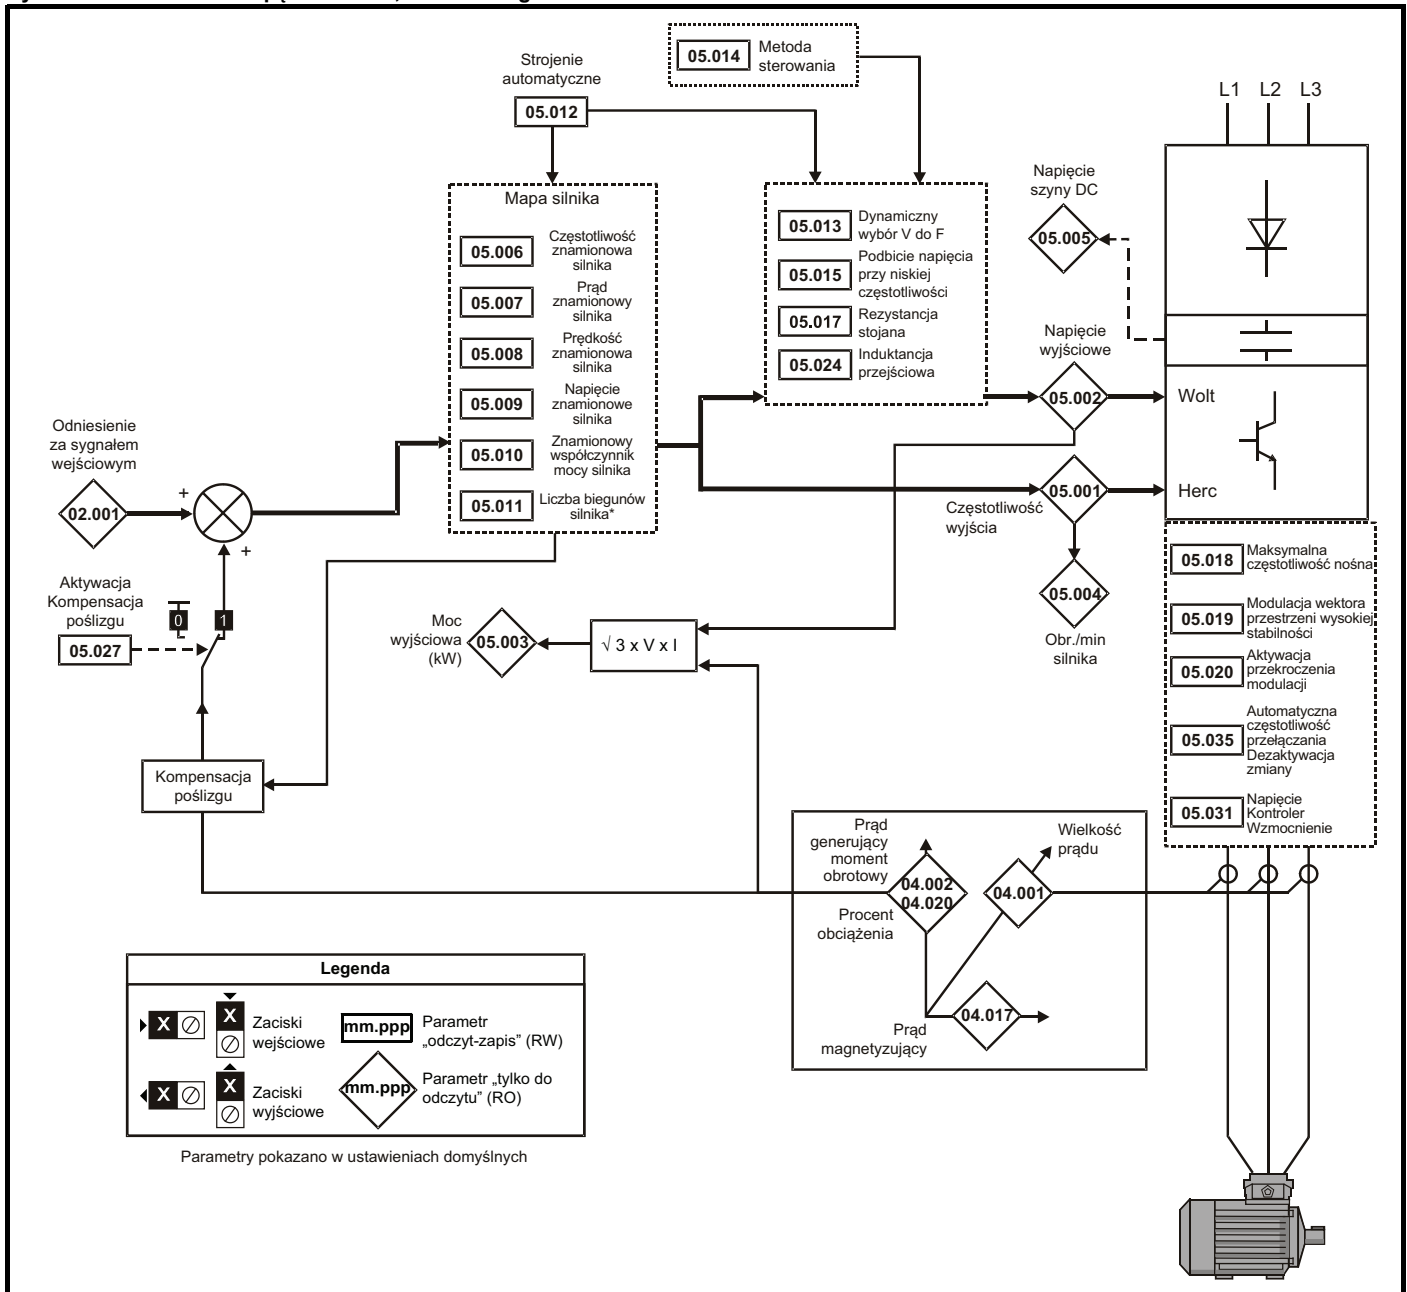 05.014
Metoda
sterowania
Strojenie
automatyczne
05.012
L1 L2 L3
Mapa silnika
05.006
Częstotliwość
znamionowa
silnika
05.007
Prąd
znamionowy
silnika
05.008
Prędkość
znamionowa
silnika
05.009
Napięcie
znamionowe
silnika
05.010
Znamionowy
współczynnik
mocy silnika
05.011
Liczba biegunów
silnika*
05.013
Dynamiczny
wybór V do F
05.015
Podbicie napięcia
przy niskiej
częstotliwości
05.017
Rezystancja
stojana
05.024
Induktancja
przejściowa
Napięcie
szyny DC
05.005
Napięcie
wyjściowe
05.002
Wolt
05.001
Herc
Częstotliwość
wyjścia
05.004
Obr./min
silnika
Odniesienie
za sygnałem
wejściowym
02.001
+
+
Aktywacja
Kompensacja
poślizgu
05.027
0
1
Moc
wyjściowa
(kW)
05.003
√ 3 x V x I
Kompensacja
poślizgu
05.018
Maksymalna
częstotliwość nośna
05.019
Modulacja wektora
przestrzeni wysokiej
stabilności
05.020
Aktywacja
przekroczenia
modulacji
05.035
Automatyczna
częstotliwość
przełączania
Dezaktywacja
zmiany
05.031
Napięcie
Kontroler
Wzmocnienie
Prąd
generujący
moment
obrotowy
04.002
04.020
Procent
obciążenia
Wielkość
prądu
04.001
04.017
Prąd
magnetyzujący
Legenda
X
X
Zaciski
wejściowe
mm.ppp
Parametr
„odczyt-zapis” (RW)
X
X
Zaciski
wyjściowe
mm.ppp
Parametr „tylko do
odczytu” (RO)
Parametry pokazano w ustawieniach domyślnych